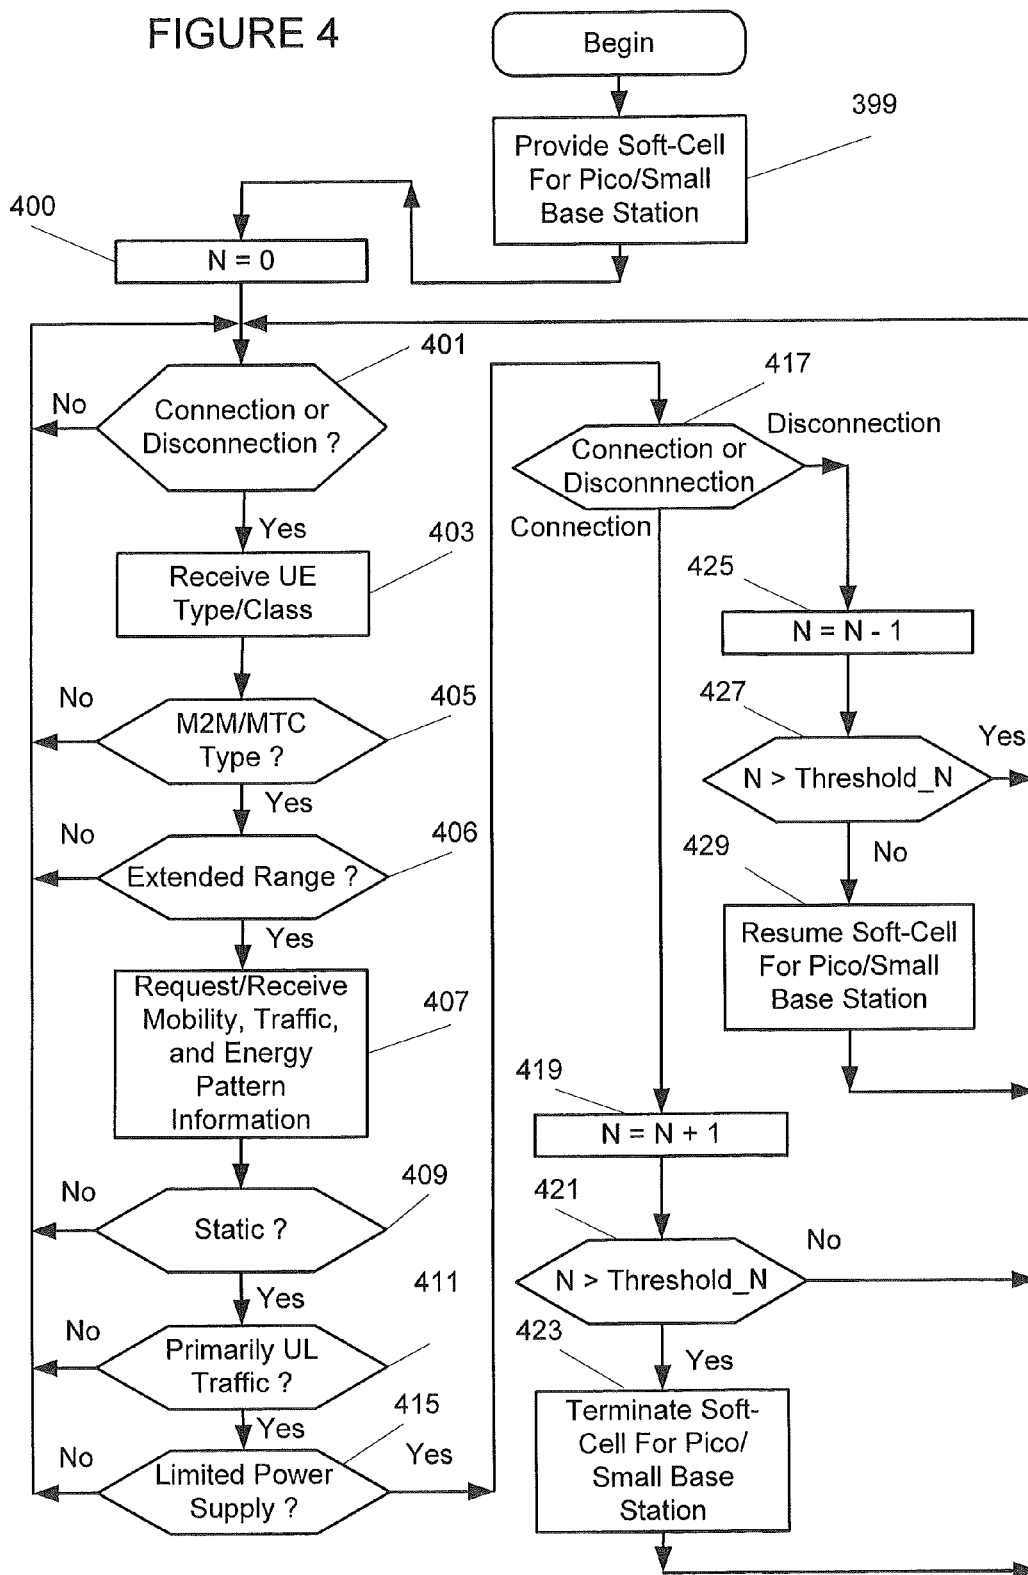 FIGURE 4
Begin
399
Provide Soft-Cell
For Pico/Small
Base Station
400
N = 0
401
Connection or
Disconnection ?
No
Yes
403
Receive UE
Type/Class
405
No
M2M/MTC
Type ?
Yes
406
No
Extended Range ?
Yes
407
Request/Receive
Mobility, Traffic,
and Energy
Pattern
Information
409
No
Static ?
Yes
411
No
Primarily UL
Traffic ?
Yes
415
No
Limited Power
Supply ?
Yes
417
Connection or
Disconnnection
Disconnection
Connection
425
N = N - 1
427
N > Threshold_N
Yes
No
429
Resume Soft-Cell
For Pico/Small
Base Station
419
N = N + 1
421
N > Threshold_N
No
Yes
423
Terminate Soft-
Cell For Pico/
Small Base
Station